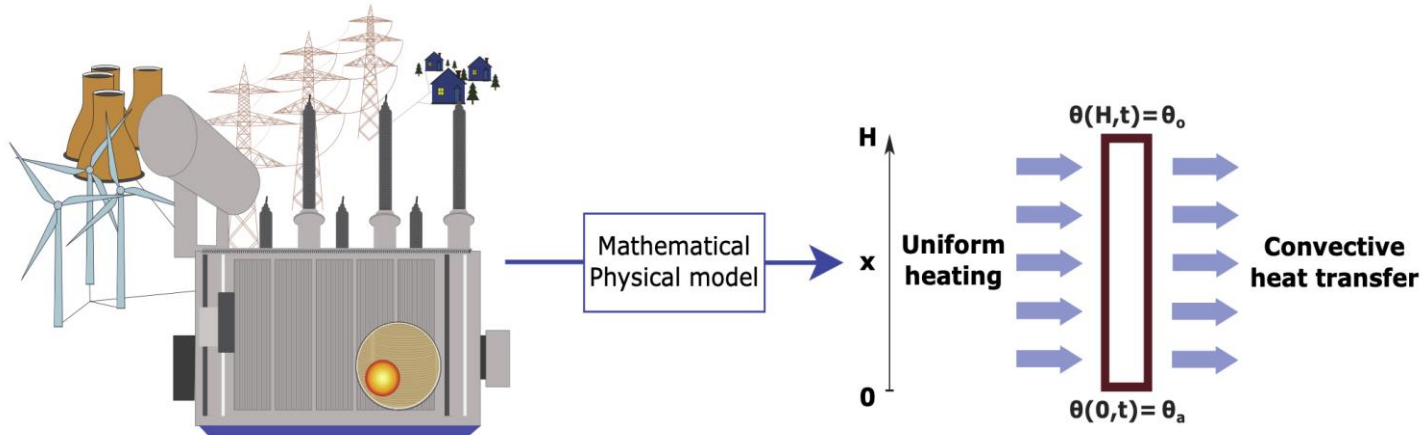 Mathematical
Physical model
H
x
0
Uniform
heating
θ(H,t)=θₒ
θ(0,t)=θₐ
Convective
heat transfer